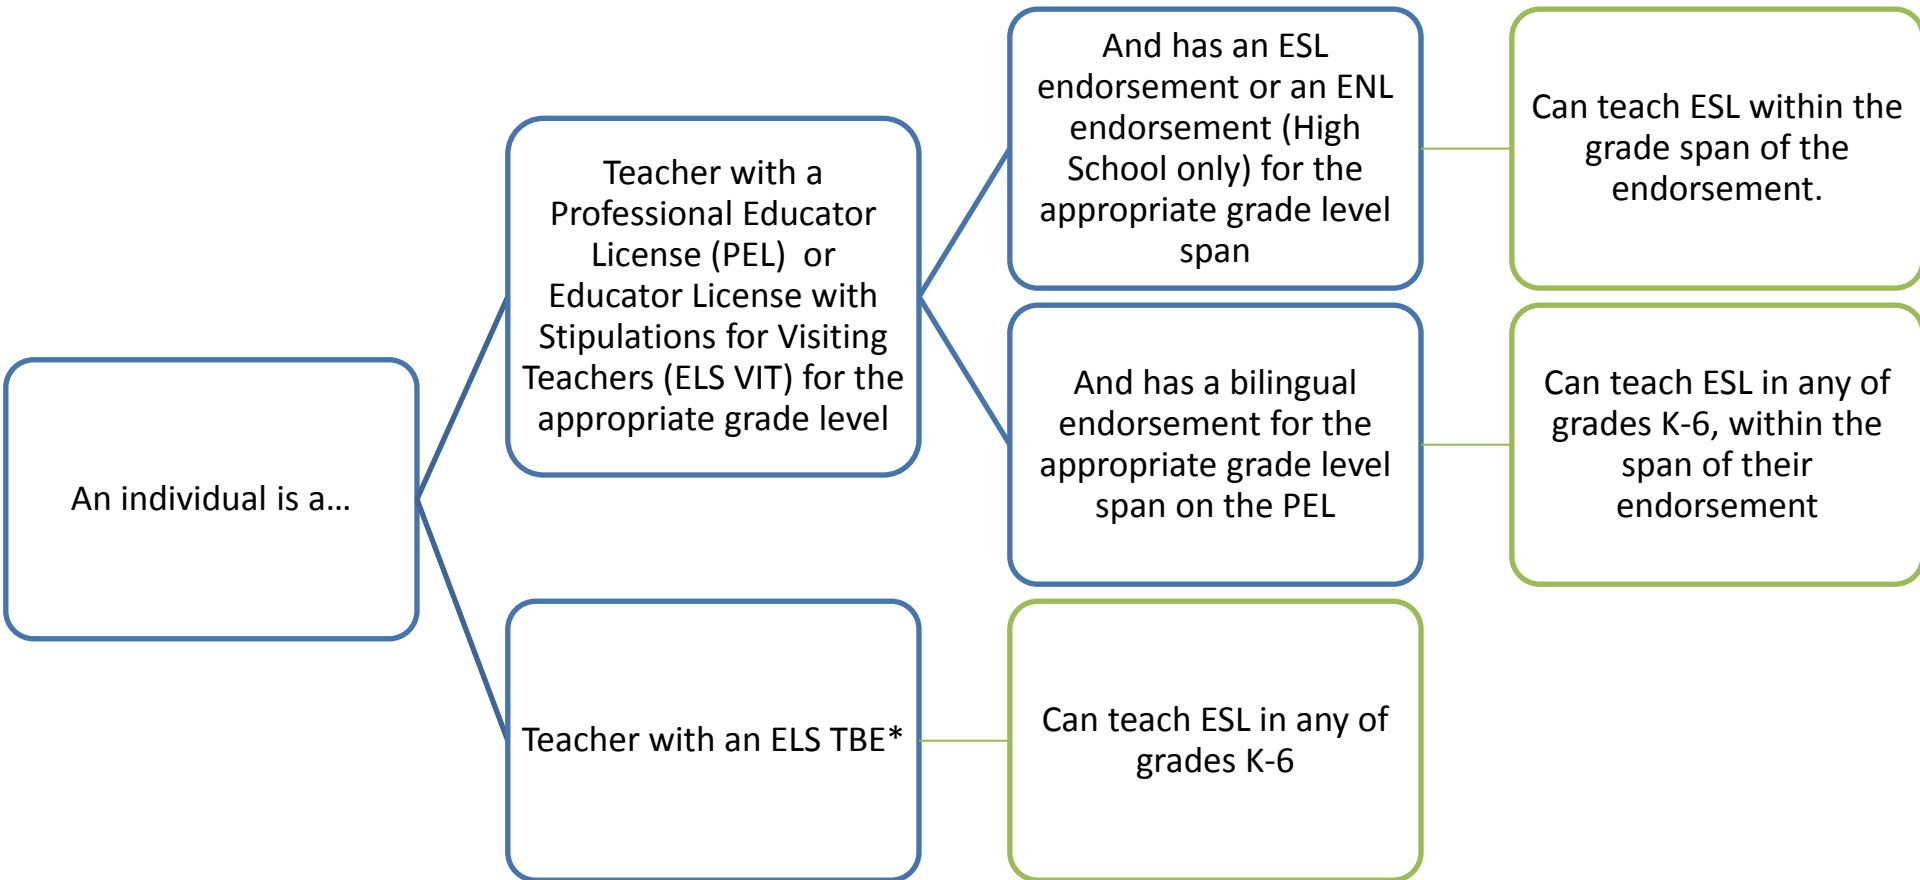 An individual is a...
Teacher with a
Professional Educator
License (PEL)  or
Educator License with
Stipulations for Visiting
Teachers (ELS VIT) for the
appropriate grade level
And has an ESL
endorsement or an ENL
endorsement (High
School only) for the
appropriate grade level
span
Can teach ESL within the
grade span of the
endorsement.
And has a bilingual
endorsement for the
appropriate grade level
span on the PEL
Can teach ESL in any of
grades K-6, within the
span of their
endorsement
Teacher with an ELS TBE*
Can teach ESL in any of
grades K-6